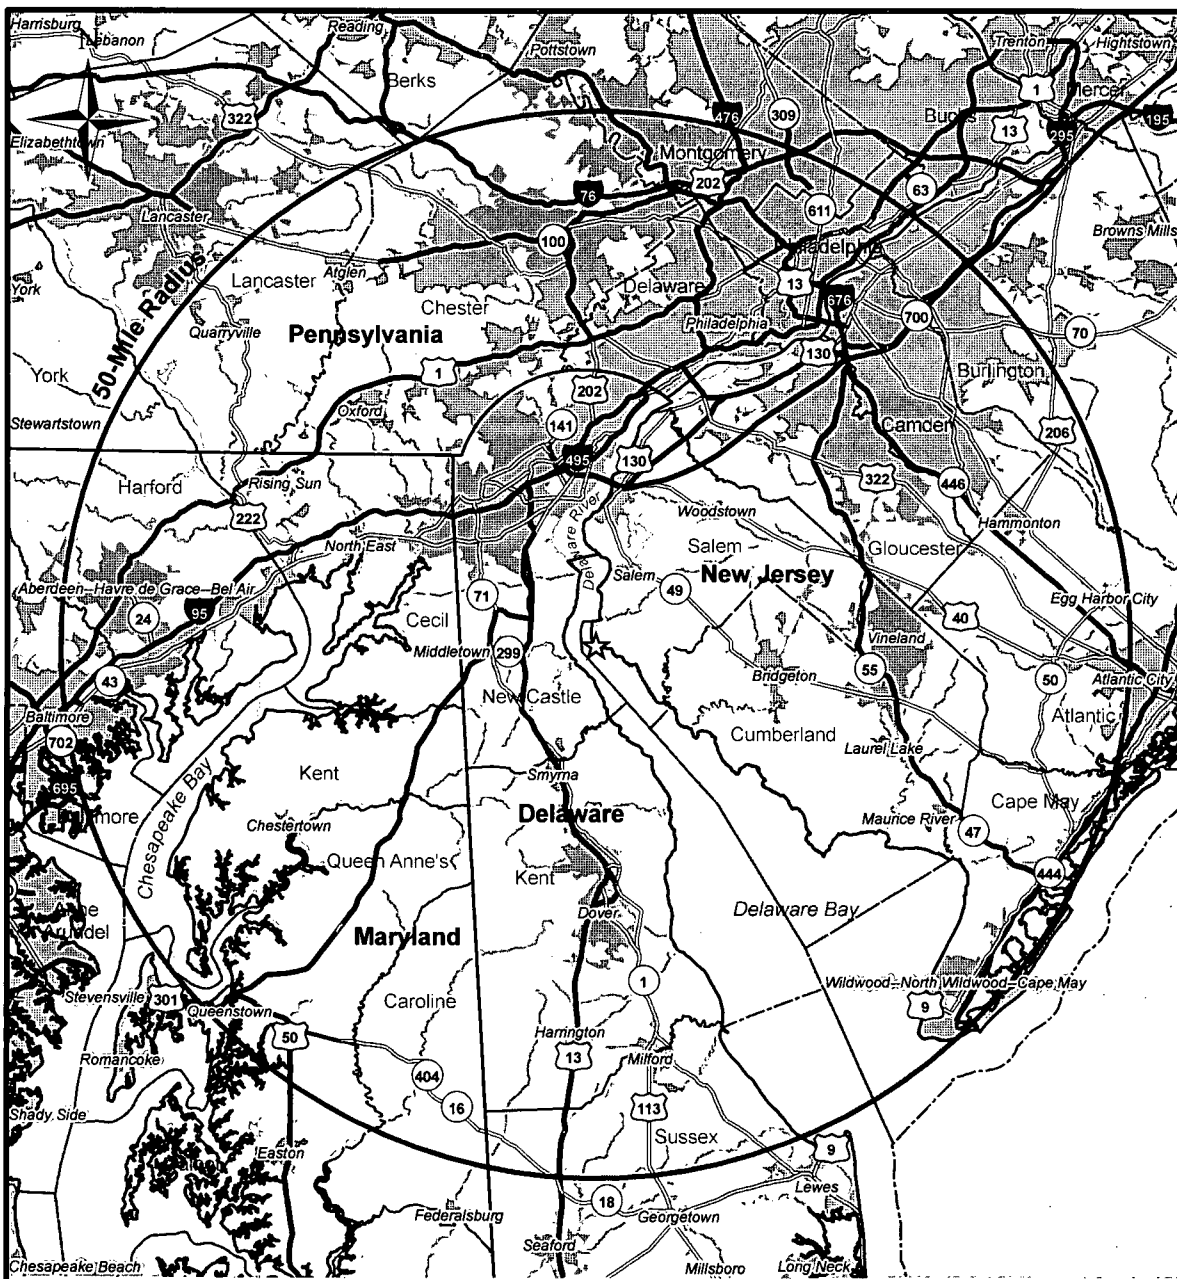 Harrisburg
Lebanon
Reading
Pottstown
Trenton
Hightstown
Berks
1
Mercer
322
476
309
Bucks
13
295
195
Elizabethtown
Montgomery
202
76
63
611
Lancaster
100
Philadelphia
Browns Mills
York
Lancaster
Atglen
Chester
Delaware
13
676
50-Mile Radius
Quarryville
Pennsylvania
Philadelphia
700
70
130
York
1
Burlington
202
Oxford
Stewartstown
141
Camden
206
495
130
322
446
Harford
Rising Sun
222
Delaware River
Woodstown
Hammonton
North East
Salem
Gloucester
Delaware River
Salem
New Jersey
Aberdeen—Havre de Grace—Bel Air
71
49
Egg Harbor City
24
95
Cecil
40
Middletown
299
Vineland
43
Bridgeton
55
50
Atlantic City
New Castle
Baltimore
702
Cumberland
Atlantic
Laurel Lake
Kent
Smyrna
695
Chesapeake Bay
Baltimore
Delaware
Cape May
Chestertown
Maurice River
47
Queen Anne's
Kent
444
Anne
Arundel
Dover
Delaware Bay
Maryland
1
Wildwood—North Wildwood—Cape May
Stevensville
301
Caroline
9
Queenstown
50
Harrington
13
Romancoke
Milford
404
16
113
Shady Side
Sussex
9
Easton
Lewes
18
Federalsburg
Georgetown
Seaford
Chesapeake Beach
Millsboro
Long Neck